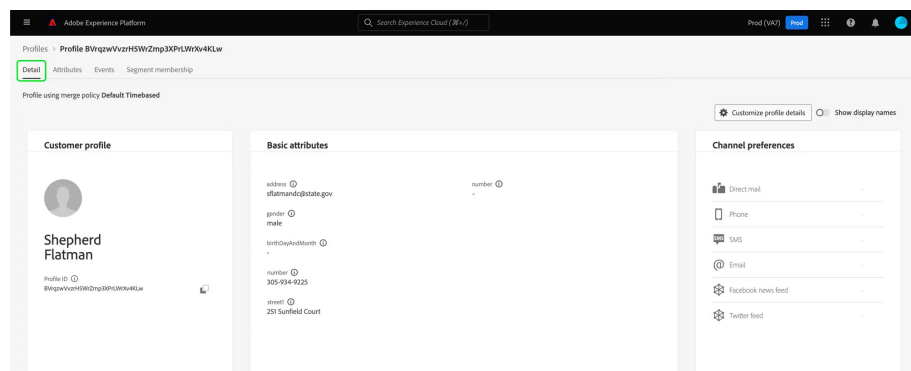 Adobe Experience Platform
Search Experience Cloud (⌘+/)
Prod (VA7) Prod
Profiles > Profile BVrqzwVvzrH5WrZmp3XPrLWrXv4KLw
Detail Attributes Events Segment membership
Profile using merge policy Default Timebased
Customize profile details Show display names
Customer profile
Shepherd
Flatman
Profile ID
BVrqzwVvzrH5WrZmp3XPrLWrXv4KLw
Basic attributes
address
sflatmandc@state.gov
number
-
gender
male
birthDayAndMonth
-
number
305-934-9225
street1
251 Sunfield Court
Channel preferences
Direct mail -
Phone -
SMS SMS -
Email -
Facebook news feed -
Twitter feed -